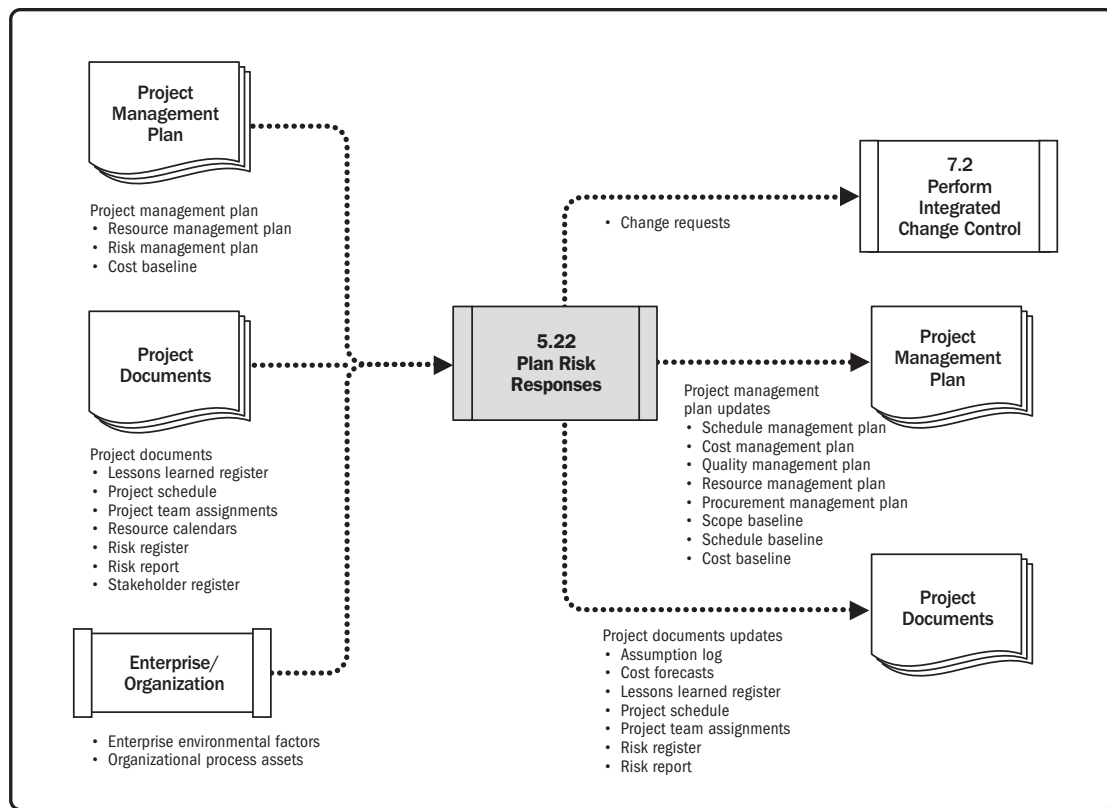 Project
Management
Plan
Project management plan
• Resource management plan
• Risk management plan
• Cost baseline
Project
Documents
Project documents
• Lessons learned register
• Project schedule
• Project team assignments
• Resource calendars
• Risk register
• Risk report
• Stakeholder register
Enterprise/
Organization
• Enterprise environmental factors
• Organizational process assets
5.22
Plan Risk
Responses
• Change requests
7.2
Perform
Integrated
Change Control
Project
Management
Plan
Project management
plan updates
• Schedule management plan
• Cost management plan
• Quality management plan
• Resource management plan
• Procurement management plan
• Scope baseline
• Schedule baseline
• Cost baseline
Project
Documents
Project documents updates
• Assumption log
• Cost forecasts
• Lessons learned register
• Project schedule
• Project team assignments
• Risk register
• Risk report